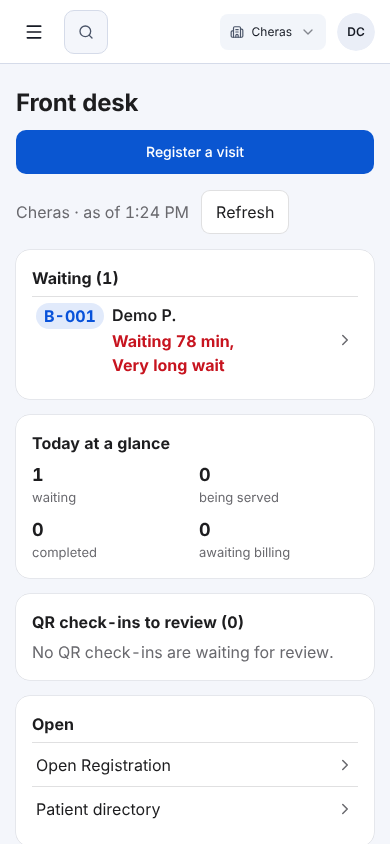 Cheras
DC
Front desk
Register a visit
Cheras · as of 1:24 PM
Refresh
Waiting (1)
B-001
Demo P.
Waiting 78 min,
Very long wait
Today at a glance
1
0
waiting
being served
0
0
completed
awaiting billing
QR check-ins to review (0)
No QR check-ins are waiting for review.
Open
Open Registration
Patient directory